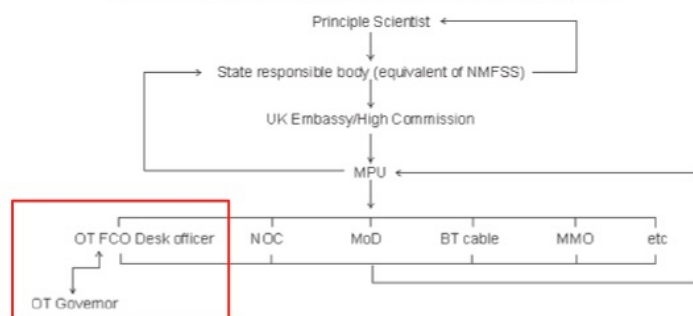 Principle Scientist
State responsible body (equivalent of NMFSS)
UK Embassy/High Commission
MPU
OT FCO Desk officer NOC MoD BT cable MMO etc
OT Governor